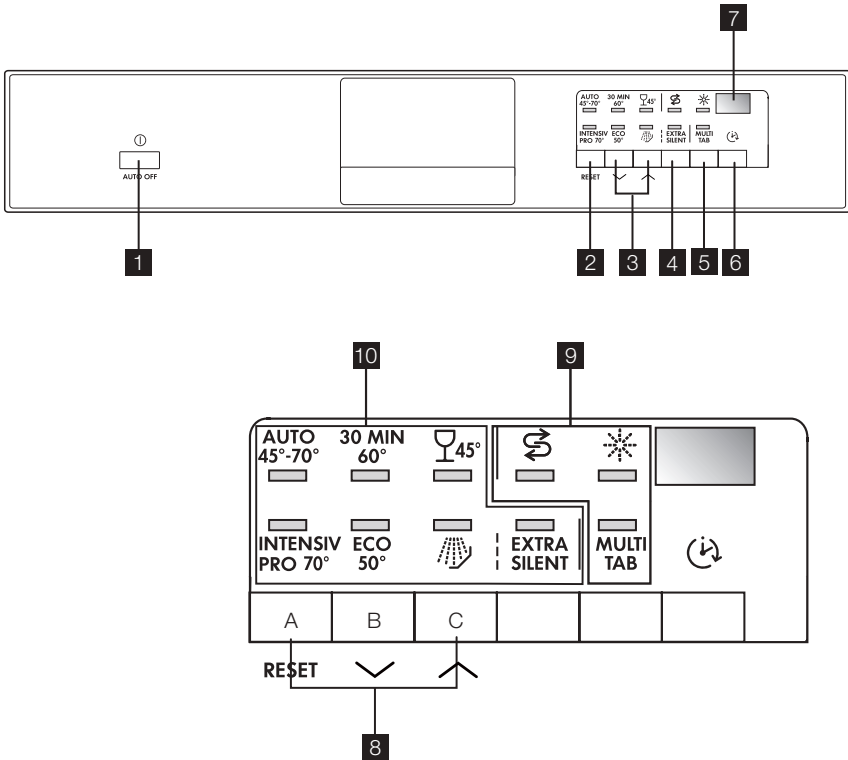 7
AUTO 30 MIN 45°
45°-70° 60°
INTENSIV ECO EXTRA MULTI
PRO 70° 50° SILENT TAB
AUTO OFF
RESET
1 2 3 4 5 6
10 9
AUTO 30 MIN 45°
45°-70° 60°
INTENSIV ECO EXTRA MULTI
PRO 70° 50° SILENT TAB
A B C
RESET
8